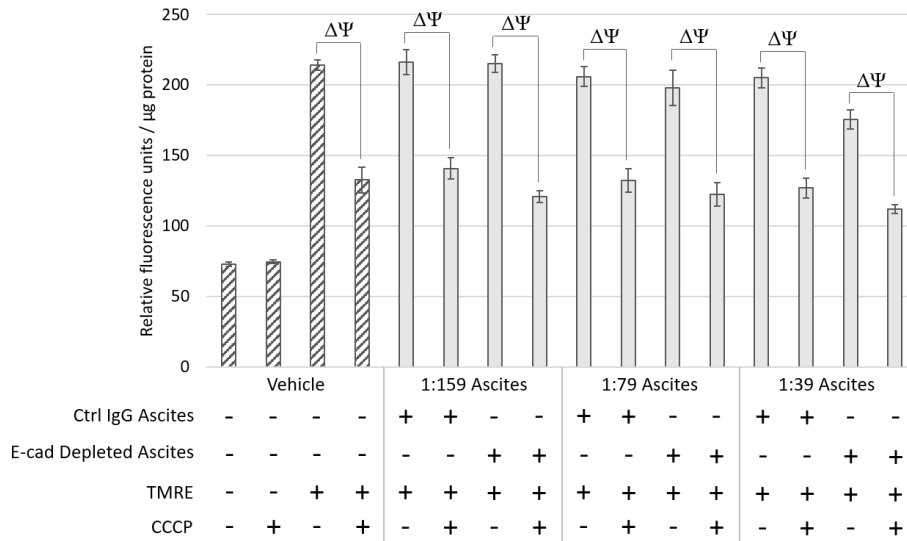 250
200
150
100
50
0
Relative fluorescence units / µg protein
ΔΨ
ΔΨ
ΔΨ
ΔΨ
ΔΨ
ΔΨ
ΔΨ
Vehicle 1:159 Ascites 1:79 Ascites 1:39 Ascites
Ctrl IgG Ascites - - - - + + - - + + - - + + - -
E-cad Depleted Ascites - - - - - - + + - - + + - - + +
TMRE - - + + + + + + + + + + + + + +
CCCP - + - + - + - + - + - + - + - +